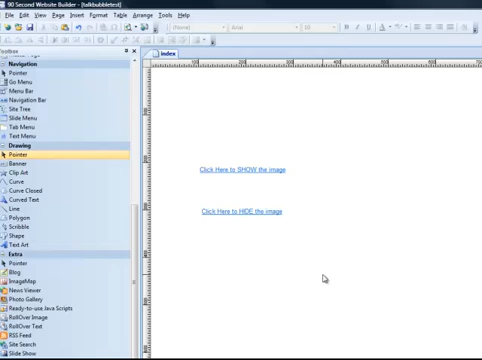 90 Second Website Builder - [talkbubbletest]
File Edit View Page Insert Format Table Arrange Tools Help
Arial
Toolbox
index
Navigation
Pointer
Go Menu
Menu Bar
Navigation Bar
Site Tree
Slide Menu
Tab Menu
Text Menu
Drawing
Pointer
Banner
Clip Art
Curve
Curve Closed
Curved Text
Line
Polygon
Scribble
Shape
Text Art
Extra
Pointer
Blog
ImageMap
News Viewer
Photo Gallery
Ready-to-use Java Scripts
RollOver Image
RollOver Text
RSS Feed
Site Search
Slide Show
Click Here to SHOW the image
Click Here to HIDE the image